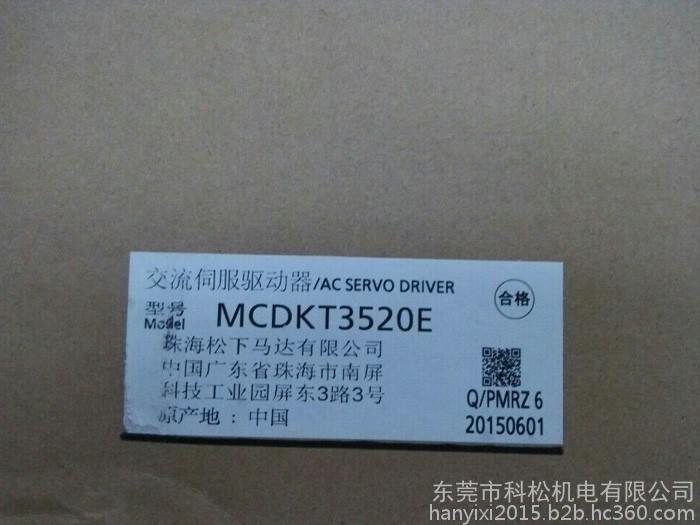 交流伺服驱动器/AC SERVO DRIVER
合格
型号
Model
MCDKT3520E
珠海松下马达有限公司
中国广东省珠海市南屏
科技工业园屏东3路3号
原产地：中国
Q/PMRZ 6
20150601
东莞市科松机电有限公司
hanyixi2015.b2b.hc360.com